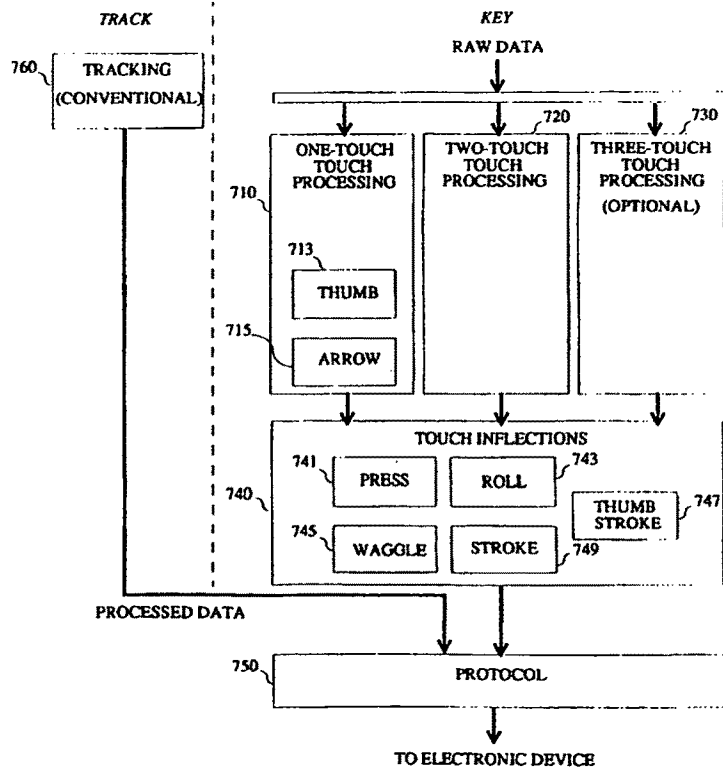 TRACK
KEY
RAW DATA
760
TRACKING
(CONVENTIONAL)
710
ONE-TOUCH
TOUCH
PROCESSING
713
THUMB
715
ARROW
720
TWO-TOUCH
TOUCH
PROCESSING
730
THREE-TOUCH
TOUCH
PROCESSING
(OPTIONAL)
TOUCH INFLECTIONS
740
741
PRESS
743
ROLL
745
WAGGLE
STROKE
749
747
THUMB
STROKE
PROCESSED DATA
750
PROTOCOL
TO ELECTRONIC DEVICE